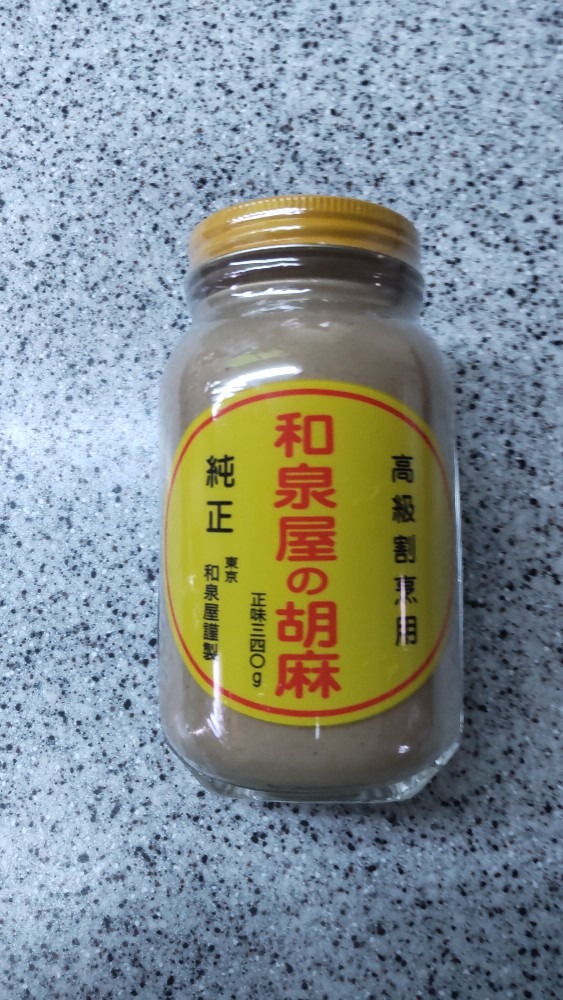 高級割烹用
和泉屋の胡麻
正味三四〇g
純正
東京
和泉屋謹製